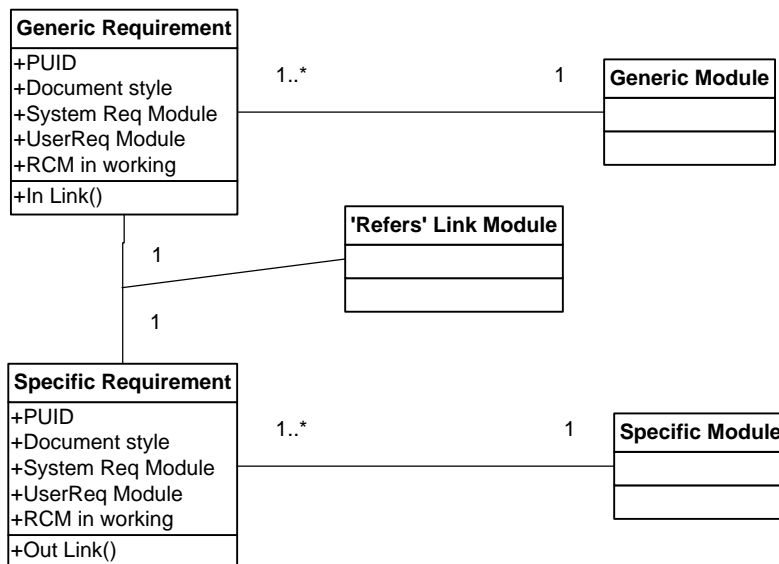 Generic Requirement
+PUID
+Document style
+System Req Module
+UserReq Module
+RCM in working
+In Link()
1..*
1
Generic Module
'Refers' Link Module
1
1
Specific Requirement
+PUID
+Document style
+System Req Module
+UserReq Module
+RCM in working
+Out Link()
1..*
1
Specific Module